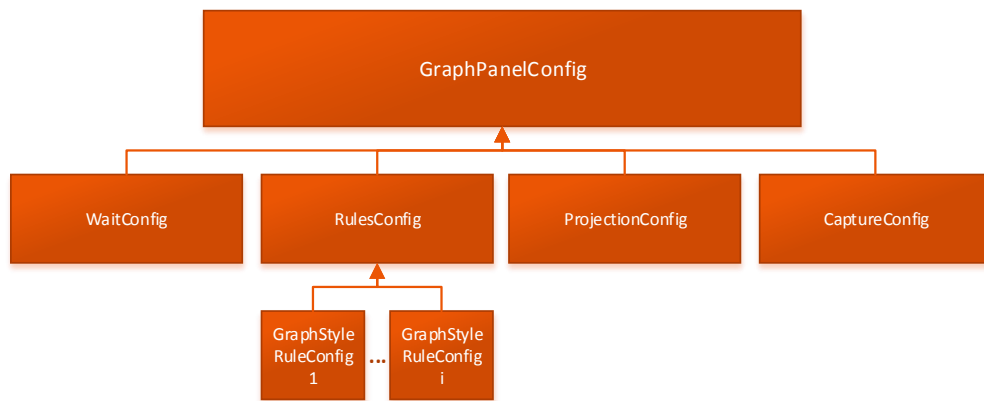 GraphPanelConfig
WaitConfig
RulesConfig
ProjectionConfig
CaptureConfig
GraphStyle
RuleConfig
1
...
GraphStyle
RuleConfig
i